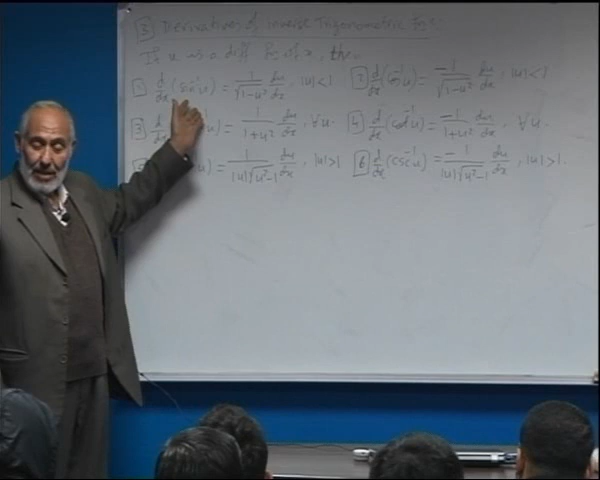 [3] Derivatives of inverse Trigonometric Fcs:
If u is a diff fn of x, then
[1] d/dx (sin⁻¹u) = 1/√(1-u²) du/dx, |u|<1 [2] d/dx (cos⁻¹u) = -1/√(1-u²) du/dx, |u|<1
[3] d/dx u) = 1/(1+u²) du/dx, ∀u. [4] d/dx (cot⁻¹u) = -1/(1+u²) du/dx, ∀u.
u) = 1/(|u|√(u²-1)) du/dx, |u|>1 [6] d/dx (csc⁻¹u) = -1/(|u|√(u²-1)) du/dx, |u|>1.